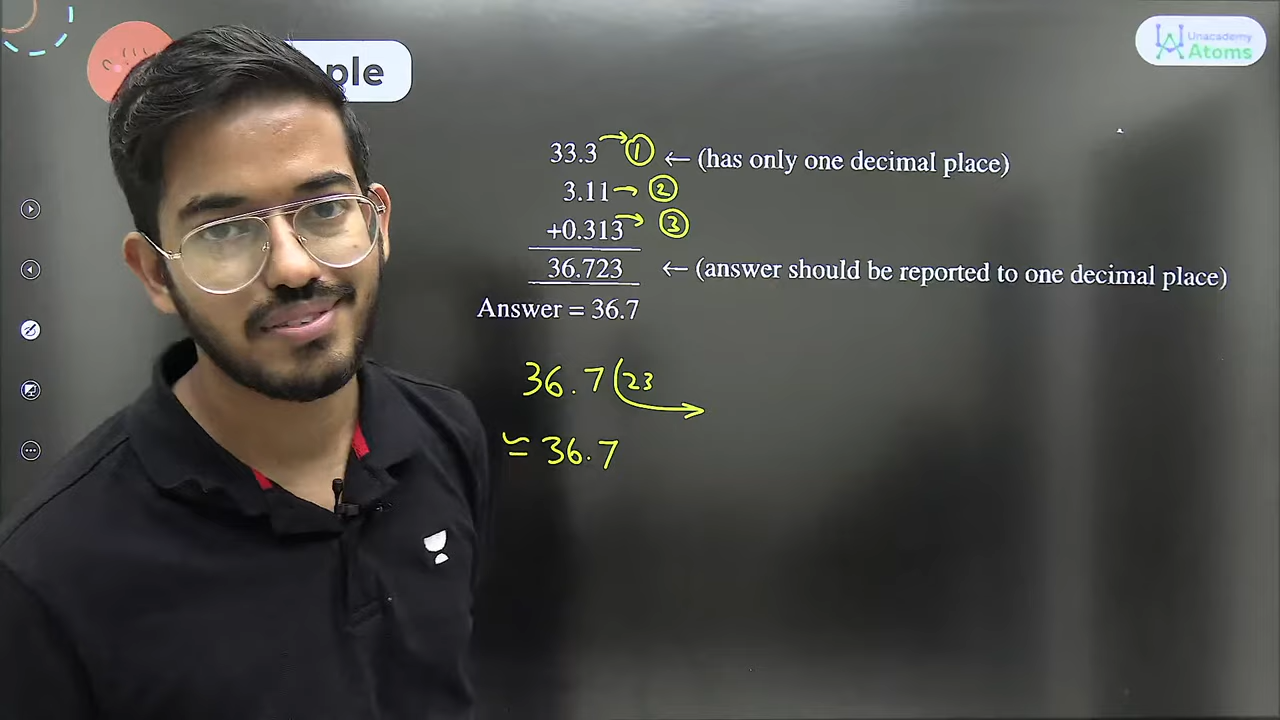 Unacademy
Atoms
33.3 → ① ← (has only one decimal place)
3.11 → ②
+0.313 → ③
36.723 ← (answer should be reported to one decimal place)
Answer = 36.7
36.7(23
≃ 36.7